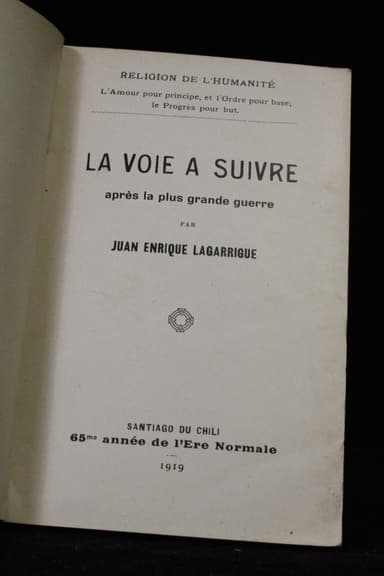 RELIGION DE L'HUMANITÉ
L'Amour pour principe, et l'Ordre pour base;
le Progrès pour but.
LA VOIE A SUIVRE
après la plus grande guerre
PAR
JUAN ENRIQUE LAGARRIGUE
SANTIAGO DU CHILI
65me année de l'Ere Normale
1919